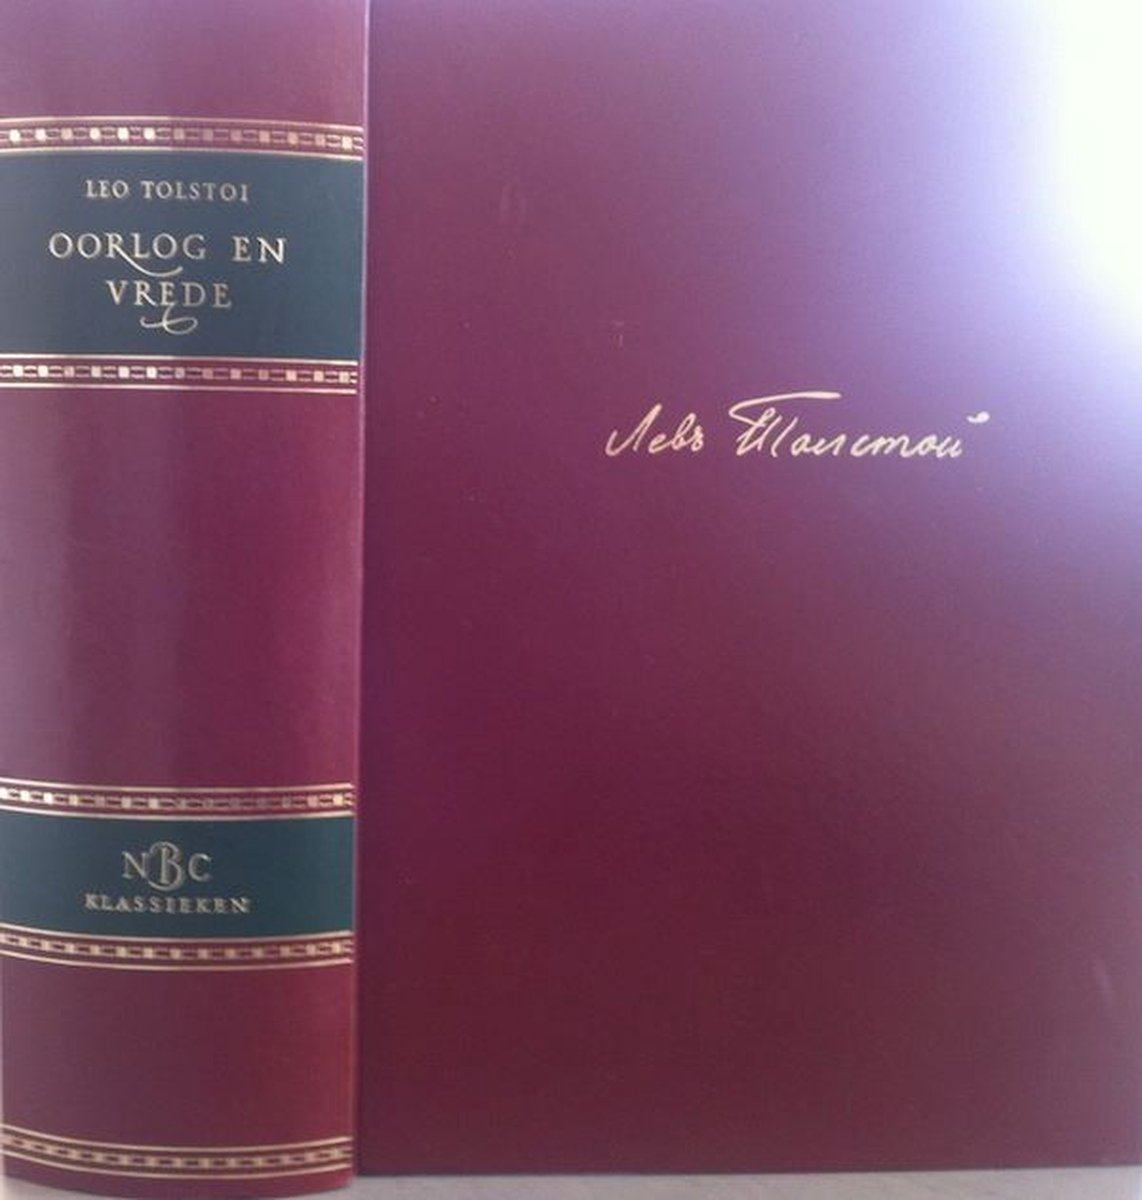 LEO TOLSTOI
OORLOG EN
VREDE
NBC
KLASSIEKEN
Левъ Толстой